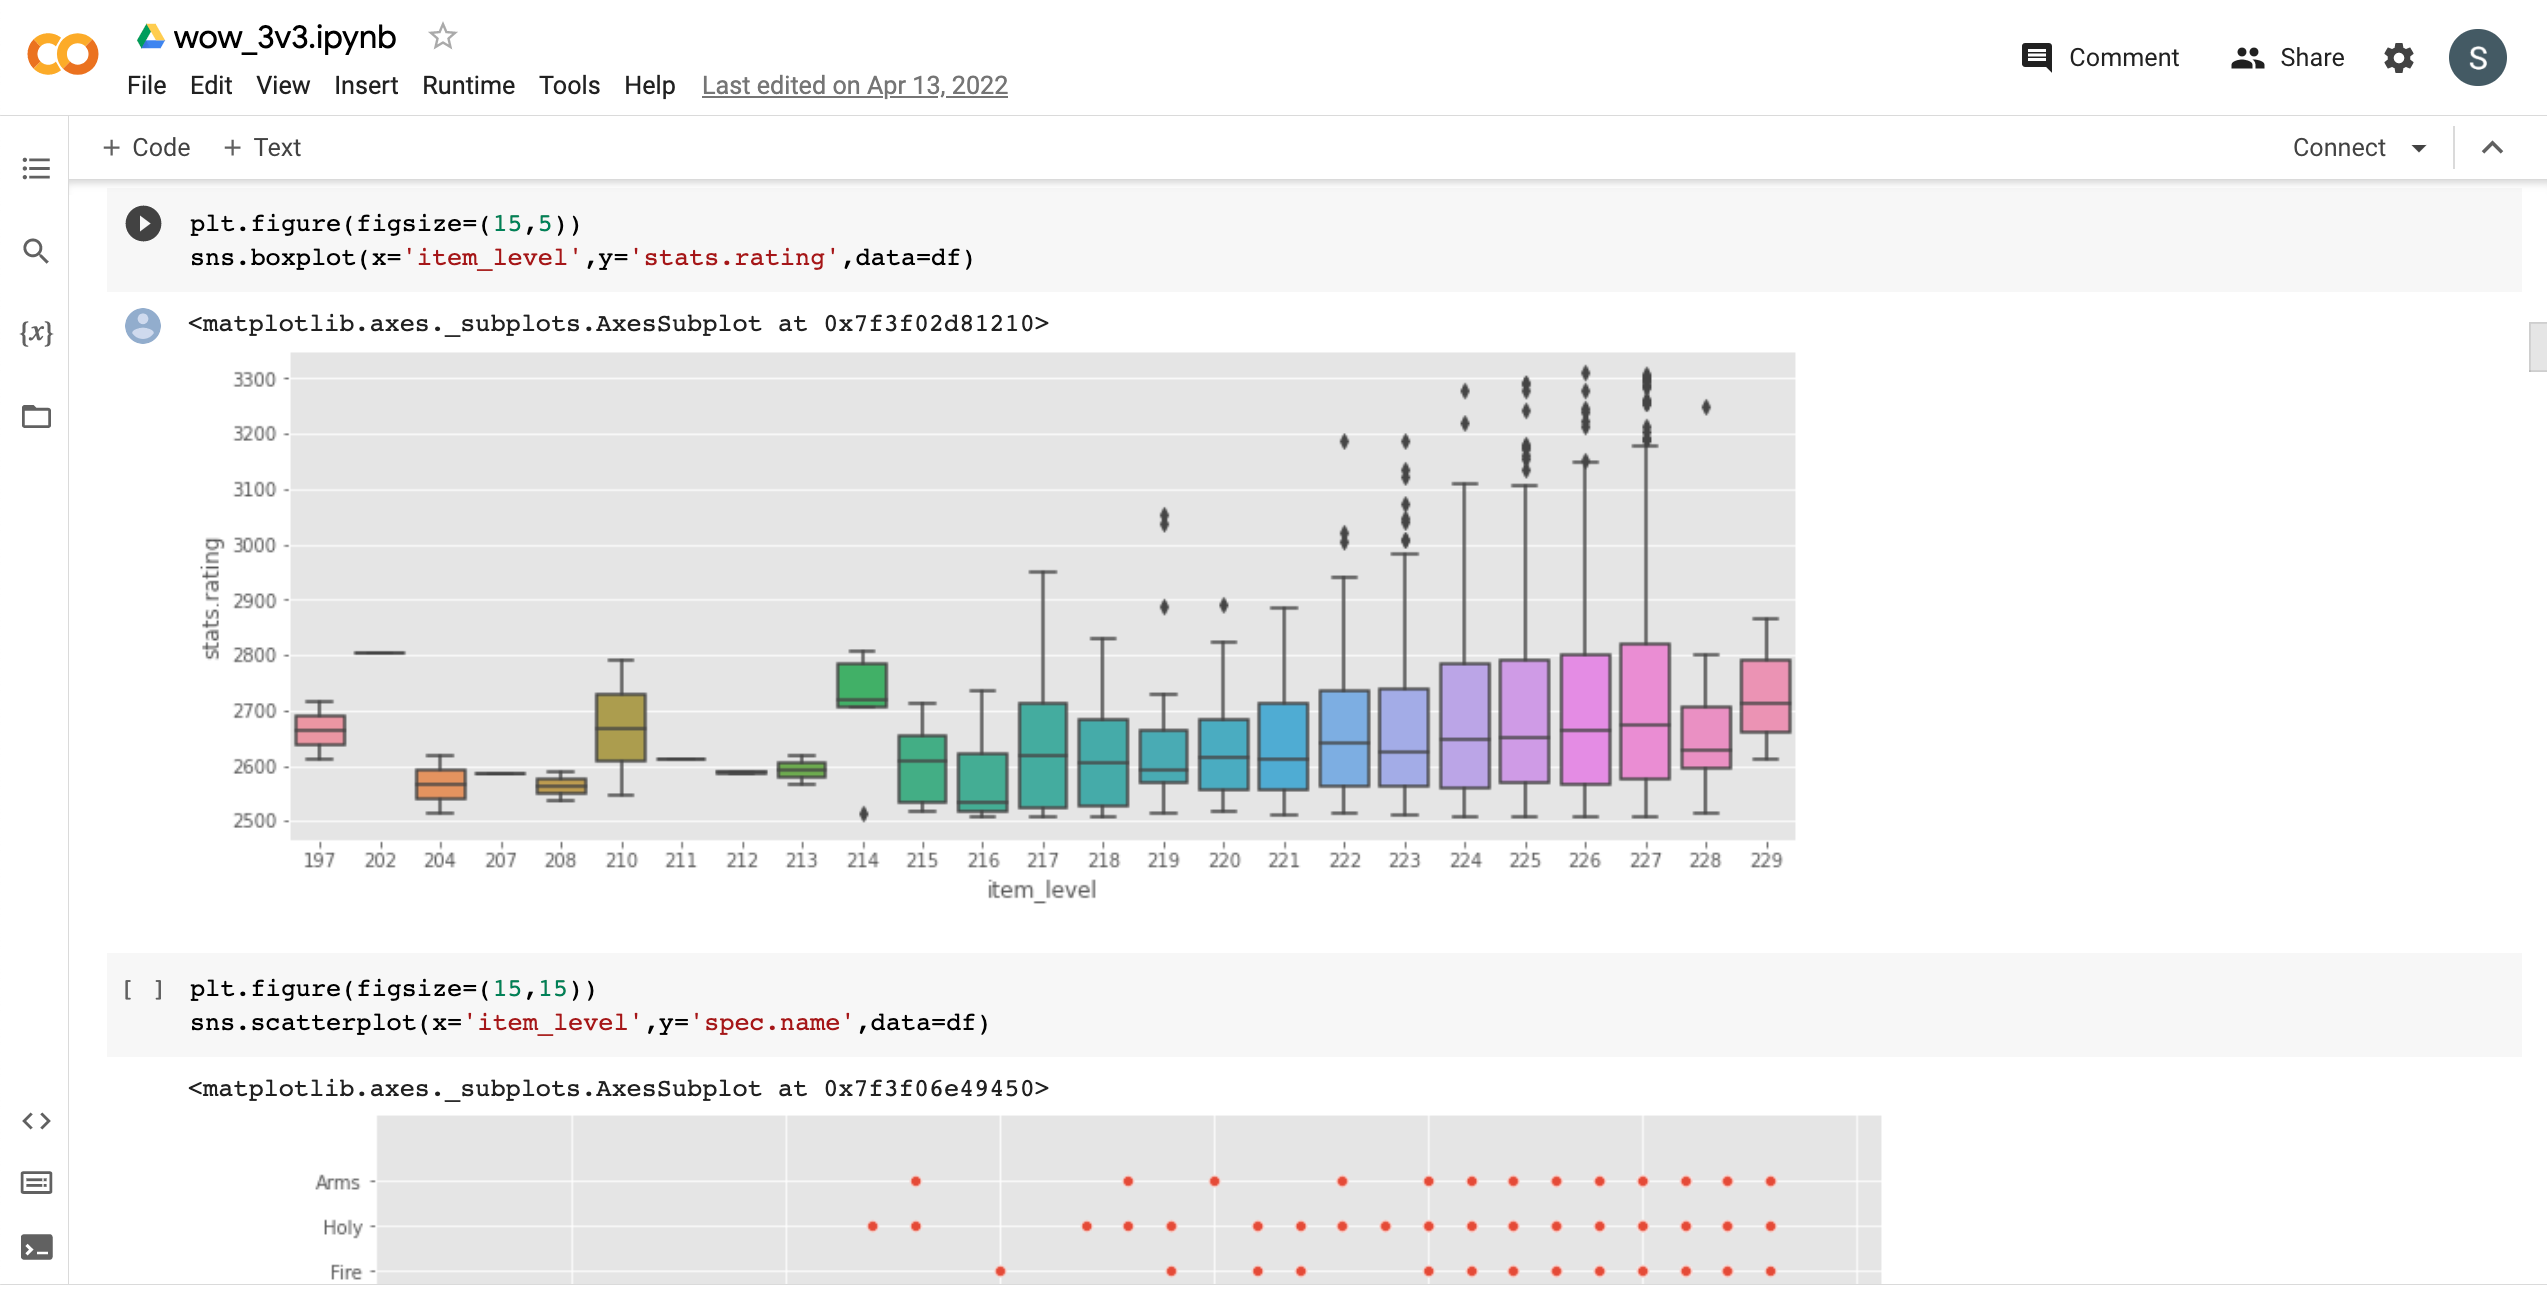 wow_3v3.ipynb
File Edit View Insert Runtime Tools Help Last edited on Apr 13, 2022
Comment Share S
+ Code + Text Connect
plt.figure(figsize=(15,5))
sns.boxplot(x='item_level',y='stats.rating',data=df)
{x}
<matplotlib.axes._subplots.AxesSubplot at 0x7f3f02d81210>
3300
3200
3100
3000
2900
2800
2700
2600
2500
stats.rating
197 202 204 207 208 210 211 212 213 214 215 216 217 218 219 220 221 222 223 224 225 226 227 228 229
item_level
[ ] plt.figure(figsize=(15,15))
sns.scatterplot(x='item_level',y='spec.name',data=df)
<matplotlib.axes._subplots.AxesSubplot at 0x7f3f06e49450>
Arms
Holy
Fire